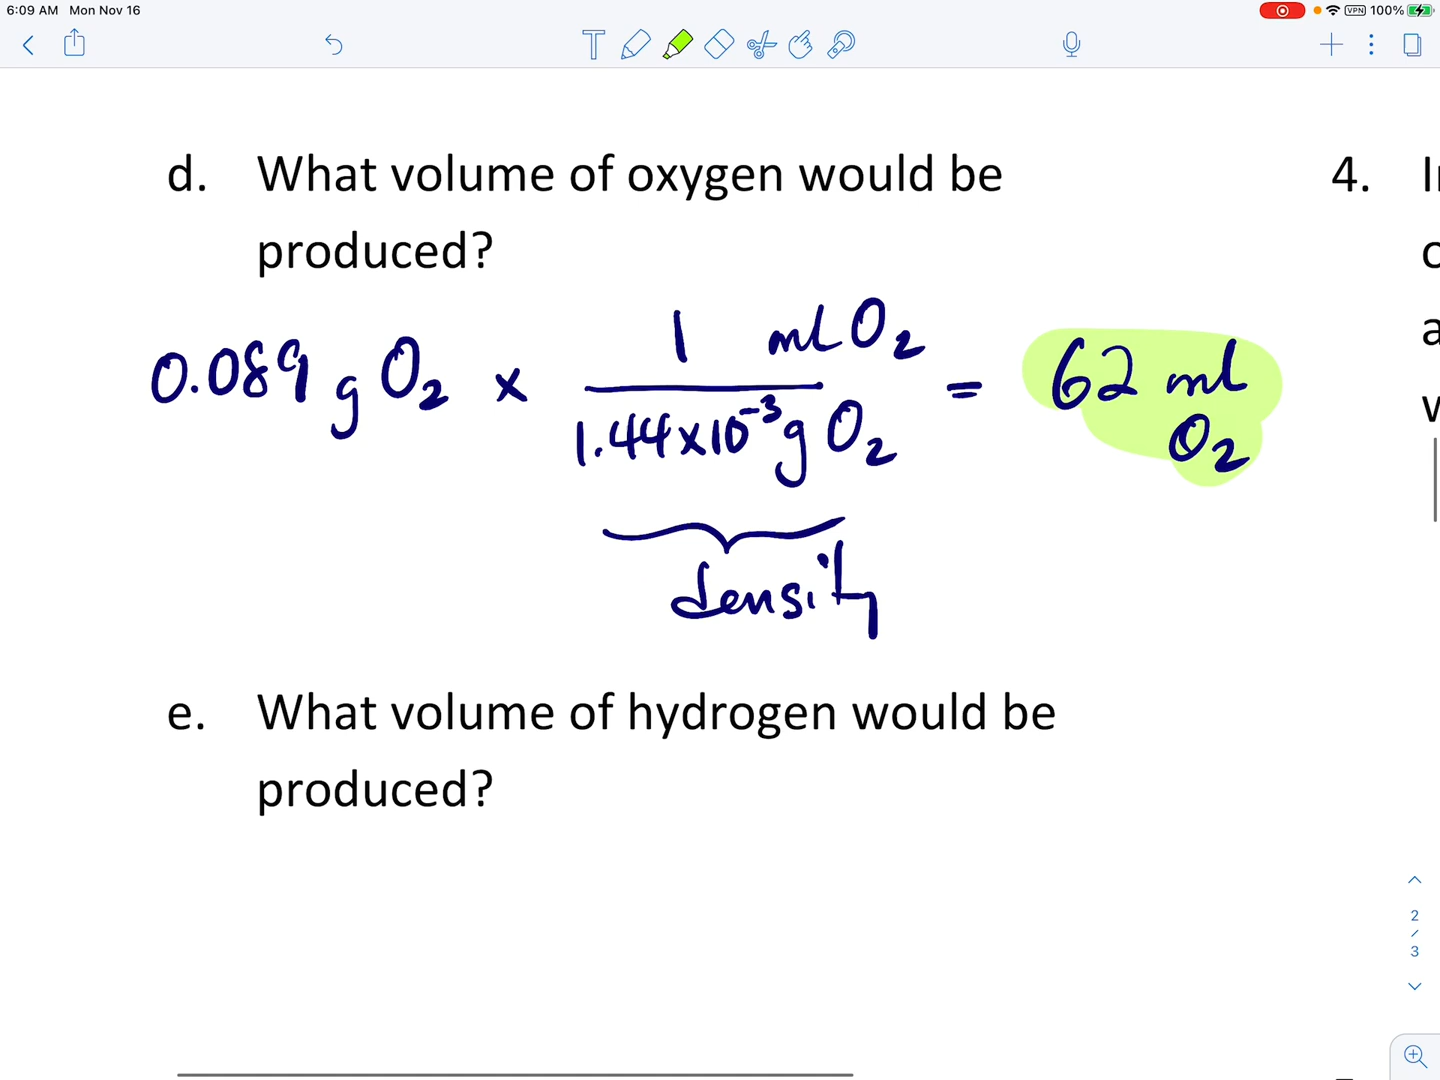 6:09 AM Mon Nov 16
VPN 100%
d. What volume of oxygen would be
produced?
0.089 g O₂ x 1 ml O₂ / 1.44x10⁻³ g O₂ = 62 ml O₂
density
e. What volume of hydrogen would be
produced?
4.
2
/
3